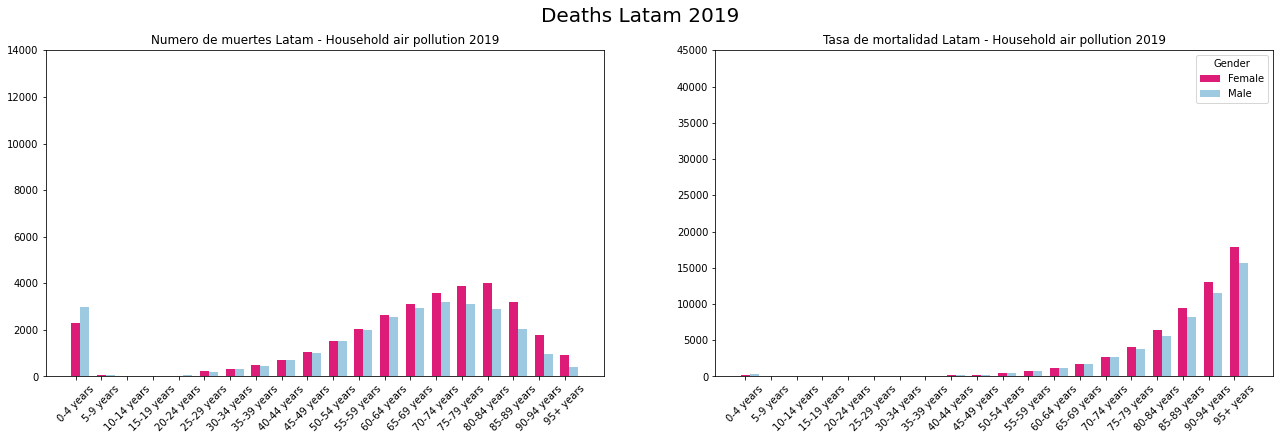 Deaths Latam 2019
Numero de muertes Latam - Household air pollution 2019
14000
12000
10000
8000
6000
4000
2000
0
0-4 years
5-9 years
10-14 years
15-19 years
20-24 years
25-29 years
30-34 years
35-39 years
40-44 years
45-49 years
50-54 years
55-59 years
60-64 years
65-69 years
70-74 years
75-79 years
80-84 years
85-89 years
90-94 years
95+ years
Tasa de mortalidad Latam - Household air pollution 2019
45000
40000
35000
30000
25000
20000
15000
10000
5000
0
Gender
Female
Male
0-4 years
5-9 years
10-14 years
15-19 years
20-24 years
25-29 years
30-34 years
35-39 years
40-44 years
45-49 years
50-54 years
55-59 years
60-64 years
65-69 years
70-74 years
75-79 years
80-84 years
85-89 years
90-94 years
95+ years